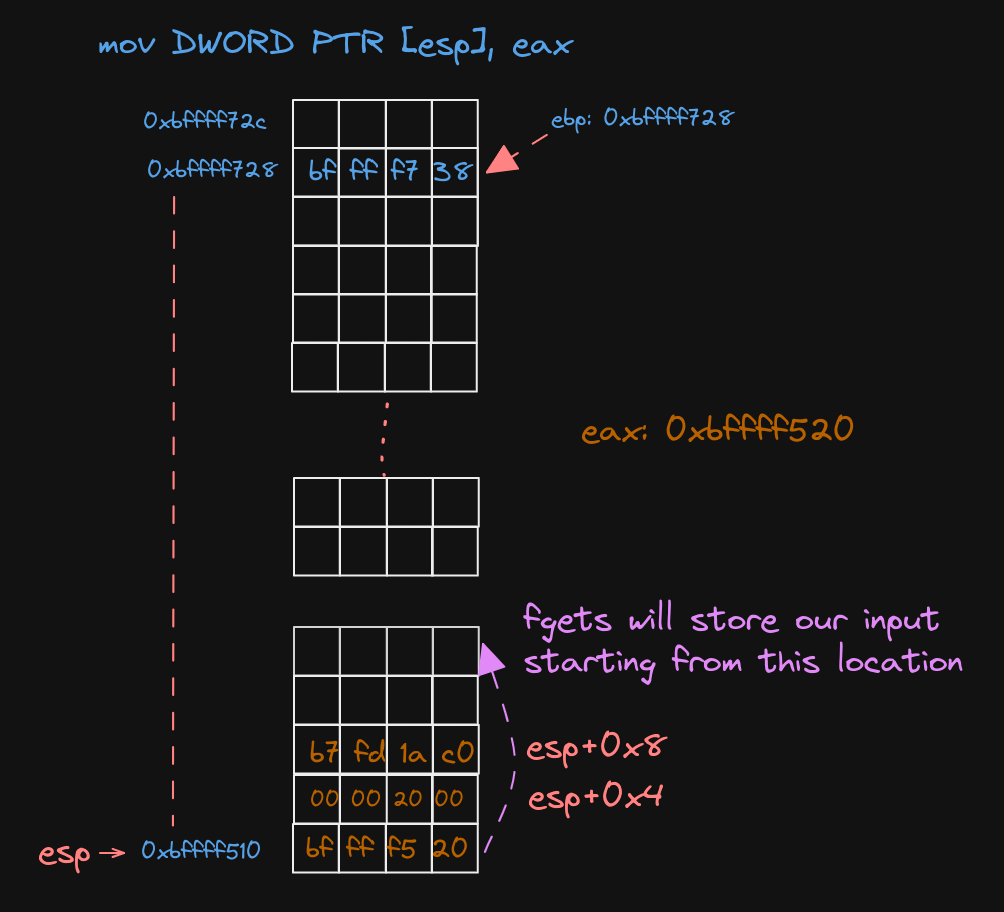 mov DWORD PTR [esp], eax
0xbffff72c
ebp: 0xbffff728
0xbffff728 bf ff f7 38
eax: 0xbffff520
fgets will store our input
starting from this location
b7 fd 1a c0 esp+0x8
00 00 20 00 esp+0x4
esp 0xbffff510 bf ff f5 20